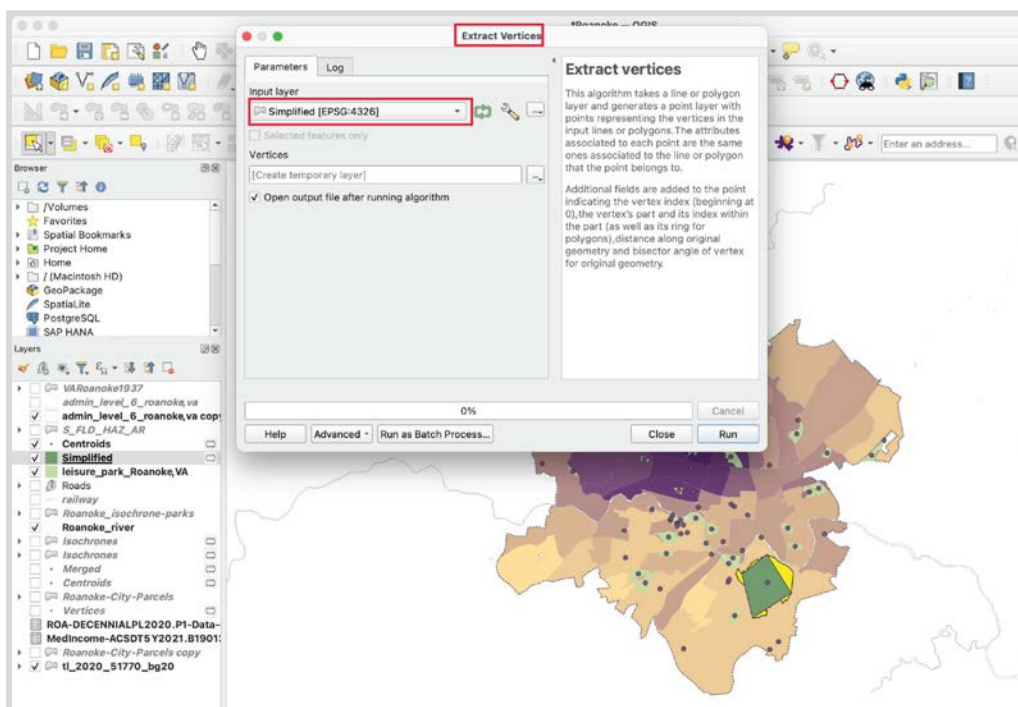 *Roanoke — QGIS
Extract Vertices
Parameters
Log
Input layer
Simplified [EPSG:4326]
Selected features only
Vertices
[Create temporary layer]
Open output file after running algorithm
Extract vertices
This algorithm takes a line or polygon
layer and generates a point layer with
points representing the vertices in the
input lines or polygons.The attributes
associated to each point are the same
ones associated to the line or polygon
that the point belongs to.
Additional fields are added to the point
indicating the vertex index (beginning at
0),the vertex's part and its index within
the part (as well as its ring for
polygons),distance along original
geometry and bisector angle of vertex
for original geometry.
0%
Cancel
Help
Advanced
Run as Batch Process...
Close
Run
Enter an address...
Browser
/Volumes
Favorites
Spatial Bookmarks
Project Home
Home
/ (Macintosh HD)
GeoPackage
SpatiaLite
PostgreSQL
SAP HANA
Layers
VARoanoke1937
admin_level_6_roanoke,va
admin_level_6_roanoke,va copy
S_FLD_HAZ_AR
Centroids
Simplified
leisure_park_Roanoke,VA
Roads
railway
Roanoke_isochrone-parks
Roanoke_river
Isochrones
Isochrones
Merged
Centroids
Roanoke-City-Parcels
Vertices
ROA-DECENNIALPL2020.P1-Data-
MedIncome-ACSDT5Y2021.B1901
Roanoke-City-Parcels copy
tl_2020_51770_bg20